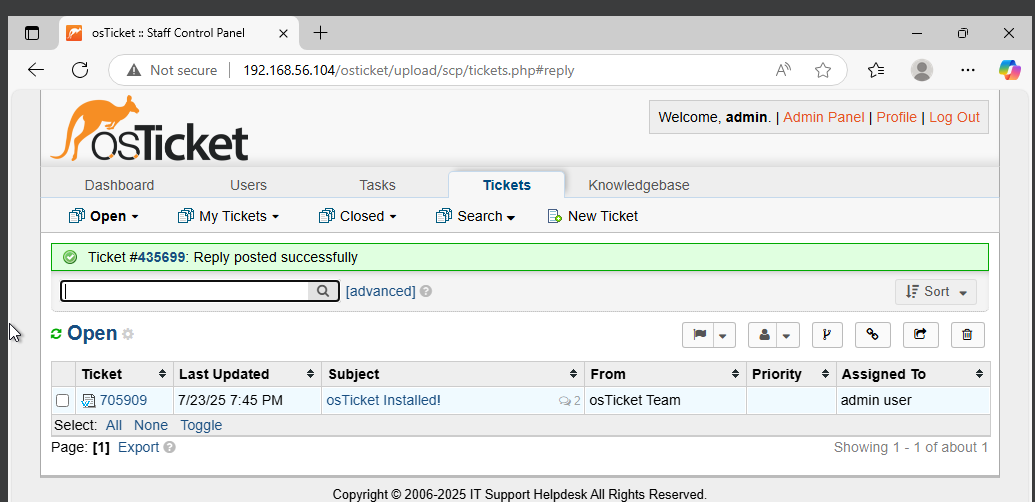 osTicket :: Staff Control Panel
Not secure 192.168.56.104/osticket/upload/scp/tickets.php#reply
osTicket
Welcome, admin. | Admin Panel | Profile | Log Out
Dashboard Users Tasks Tickets Knowledgebase
Open My Tickets Closed Search New Ticket
Ticket #435699: Reply posted successfully
[advanced] Sort
Open
Ticket Last Updated Subject From Priority Assigned To
705909 7/23/25 7:45 PM osTicket Installed! 2 osTicket Team admin user
Select: All None Toggle
Page: [1] Export Showing 1 - 1 of about 1
Copyright © 2006-2025 IT Support Helpdesk All Rights Reserved.